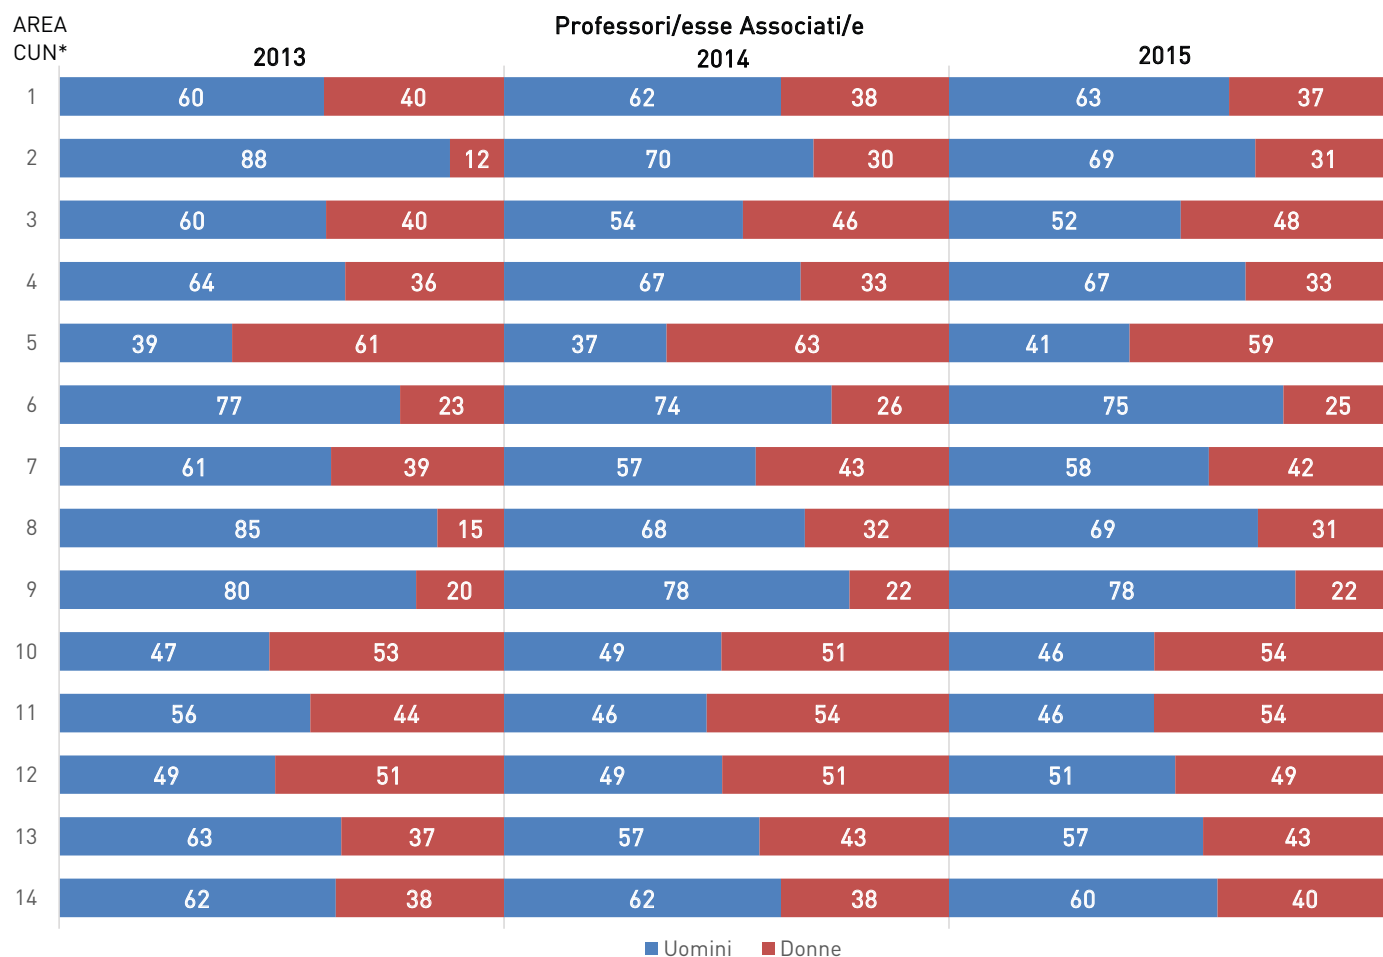 AREA
CUN*
Professori/esse Associati/e
2013 2014 2015
1 60 40 62 38 63 37
2 88 12 70 30 69 31
3 60 40 54 46 52 48
4 64 36 67 33 67 33
5 39 61 37 63 41 59
6 77 23 74 26 75 25
7 61 39 57 43 58 42
8 85 15 68 32 69 31
9 80 20 78 22 78 22
10 47 53 49 51 46 54
11 56 44 46 54 46 54
12 49 51 49 51 51 49
13 63 37 57 43 57 43
14 62 38 62 38 60 40
Uomini Donne